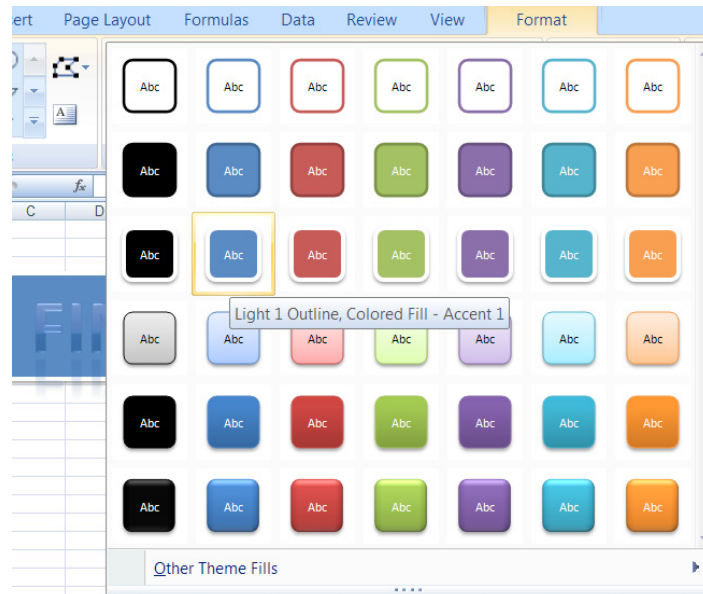 ert Page Layout Formulas Data Review View Format
A
Abc Abc Abc Abc Abc Abc Abc
Abc Abc Abc Abc Abc Abc Abc
fx
C D
Abc Abc Abc Abc Abc Abc Abc
Light 1 Outline, Colored Fill - Accent 1
FIN
Abc Abc Abc Abc Abc Abc Abc
Abc Abc Abc Abc Abc Abc Abc
Abc Abc Abc Abc Abc Abc Abc
Other Theme Fills